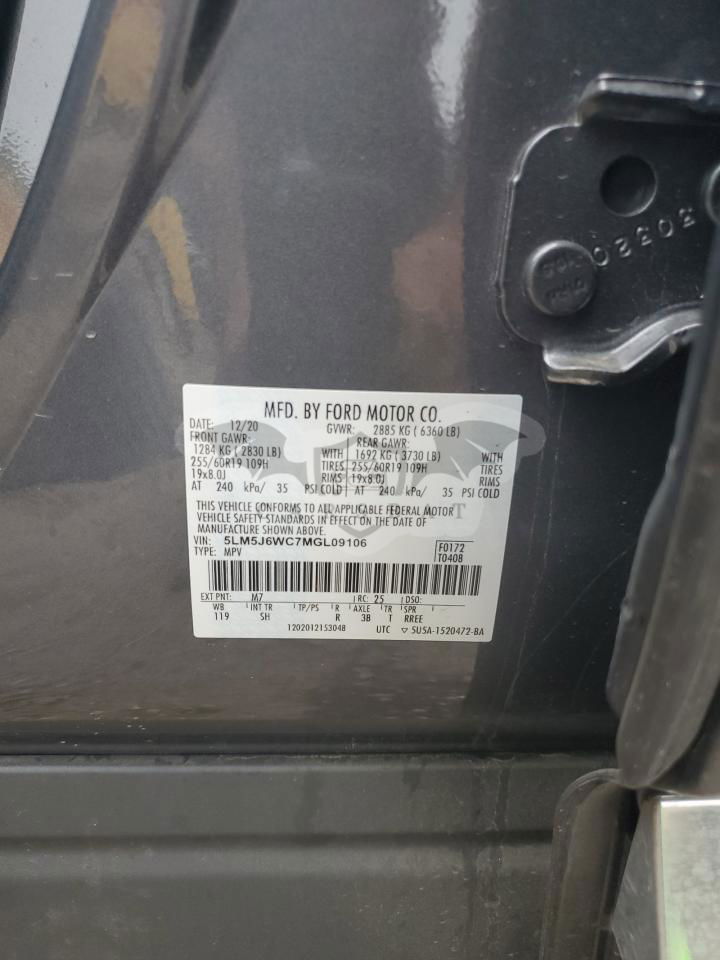 30320
MFD. BY FORD MOTOR CO.
DATE: 12/20 GVWR: 2885 KG ( 6360 LB)
FRONT GAWR: REAR GAWR:
1284 KG ( 2830 LB) WITH 1692 KG ( 3730 LB) WITH
255/60R19 109H TIRES 255/60R19 109H TIRES
19x8.0J RIMS 19x8.0J RIMS
AT 240 kPa/ 35 PSI COLD AT 240 kPa/ 35 PSI COLD
THIS VEHICLE CONFORMS TO ALL APPLICABLE FEDERAL MOTOR
VEHICLE SAFETY STANDARDS IN EFFECT ON THE DATE OF
MANUFACTURE SHOWN ABOVE.
VIN: 5LM5J6WC7MGL09106 F0172
TYPE: MPV T0408
EXT PNT: M7 RC: 25 DSO:
WB INT TR TP/PS R AXLE TR SPR
119 SH R 3B T RREE
1202012153048 UTC ▽ 5USA-1520472-BA